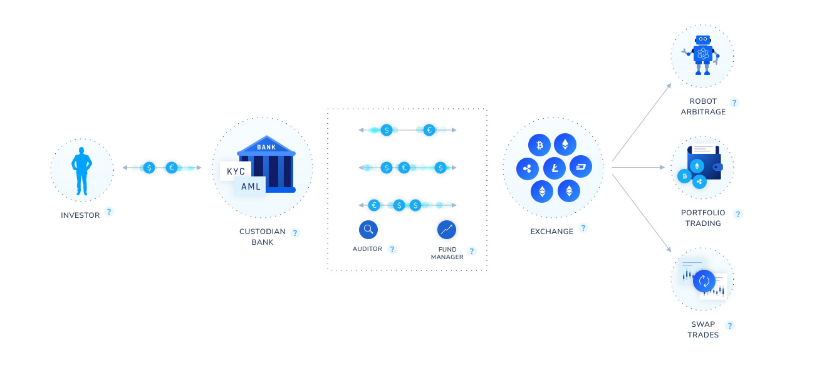 INVESTOR ?
BANK
KYC
AML
CUSTODIAN ?
BANK
$ €
$ €
$ € $
€ $ $
AUDITOR ?
FUND
MANAGER ?
EXCHANGE ?
ROBOT
ARBITRAGE ?
PORTFOLIO
TRADING ?
SWAP
TRADES ?